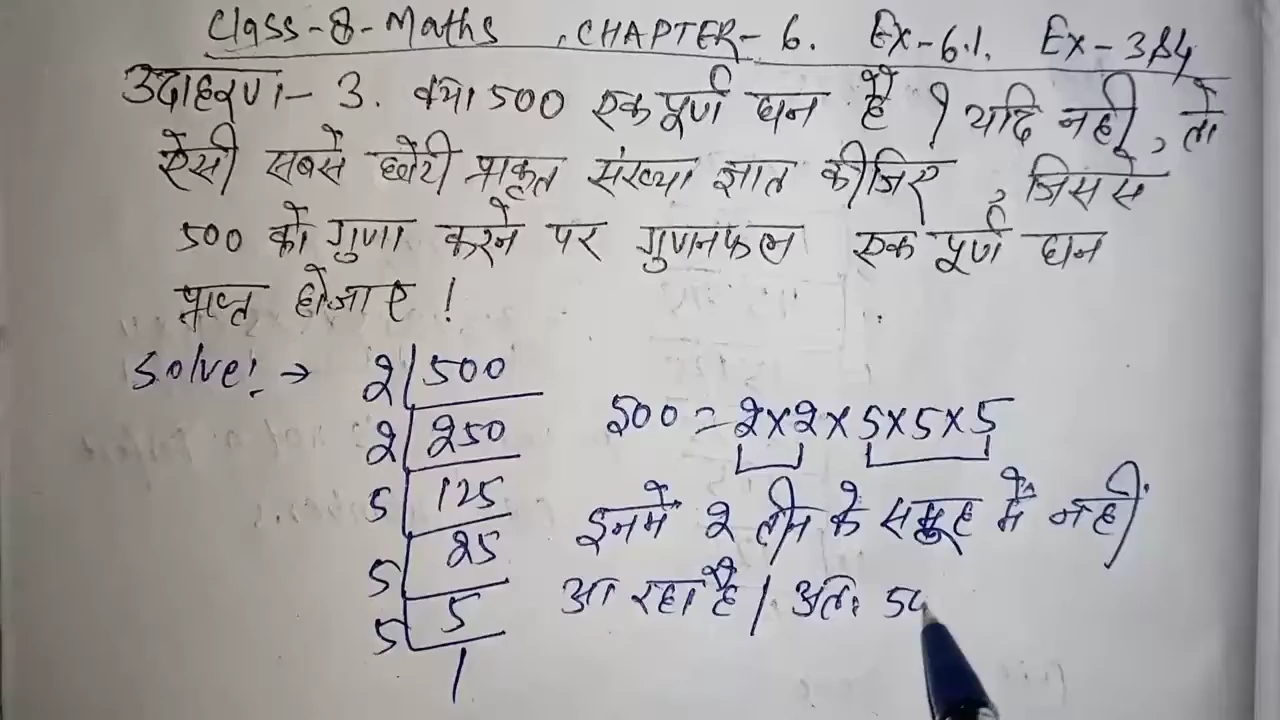 Class-8-Maths , CHAPTER-6. Ex-6.1. Ex-3&4
उदाहरण-3. क्या 500 एक पूर्ण घन है ? यदि नही, तो
ऐसी सबसे छोटी प्राकृत संख्या ज्ञात कीजिए, जिससे
500 को गुणा करने पर गुणनफल एक पूर्ण घन
प्राप्त होजाए !
Solve! → 2 | 500
2 | 250
5 | 125
5 | 25
5 | 5
1
500 = 2×2×5×5×5
इनमें 2 तीन के समूह में नहीं
आ रहा है | अतः 50